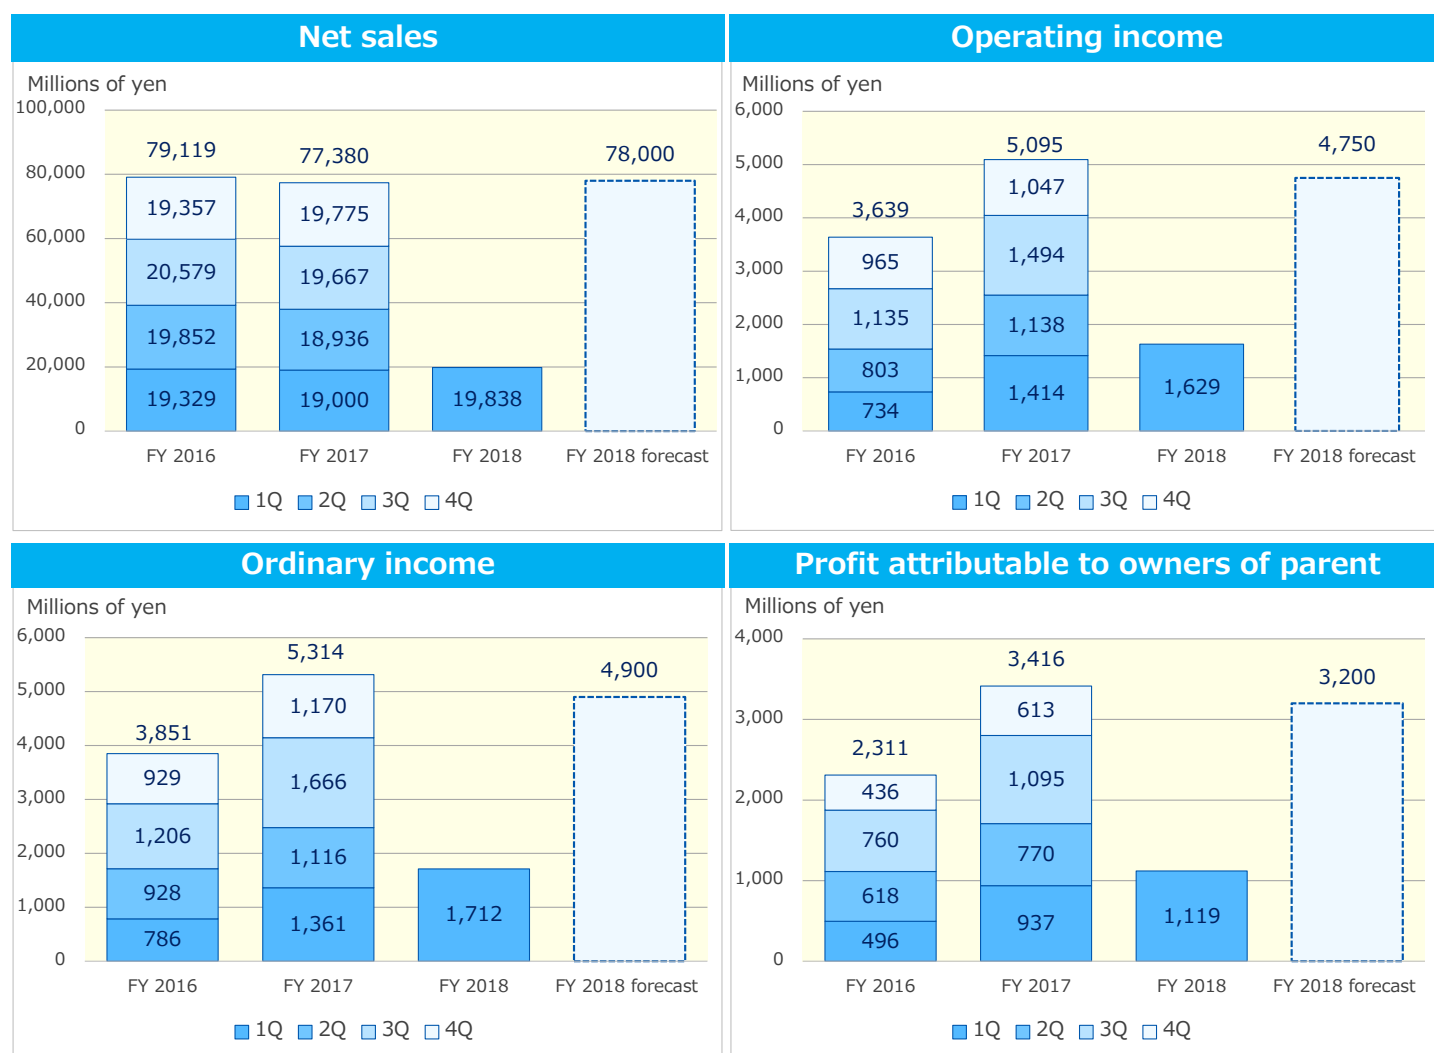 Net sales
Millions of yen
100,000
80,000
60,000
40,000
20,000
0
79,119
77,380
78,000
19,357
19,775
20,579
19,667
19,852
18,936
19,329
19,000
19,838
FY 2016
FY 2017
FY 2018
FY 2018 forecast
1Q 2Q 3Q 4Q
Operating income
Millions of yen
6,000
5,000
4,000
3,000
2,000
1,000
0
3,639
5,095
4,750
965
1,047
1,135
1,494
803
1,138
734
1,414
1,629
FY 2016
FY 2017
FY 2018
FY 2018 forecast
1Q 2Q 3Q 4Q
Ordinary income
Millions of yen
6,000
5,000
4,000
3,000
2,000
1,000
0
3,851
5,314
4,900
929
1,170
1,206
1,666
928
1,116
786
1,361
1,712
FY 2016
FY 2017
FY 2018
FY 2018 forecast
1Q 2Q 3Q 4Q
Profit attributable to owners of parent
Millions of yen
4,000
3,000
2,000
1,000
0
2,311
3,416
3,200
436
613
760
1,095
618
770
496
937
1,119
FY 2016
FY 2017
FY 2018
FY 2018 forecast
1Q 2Q 3Q 4Q